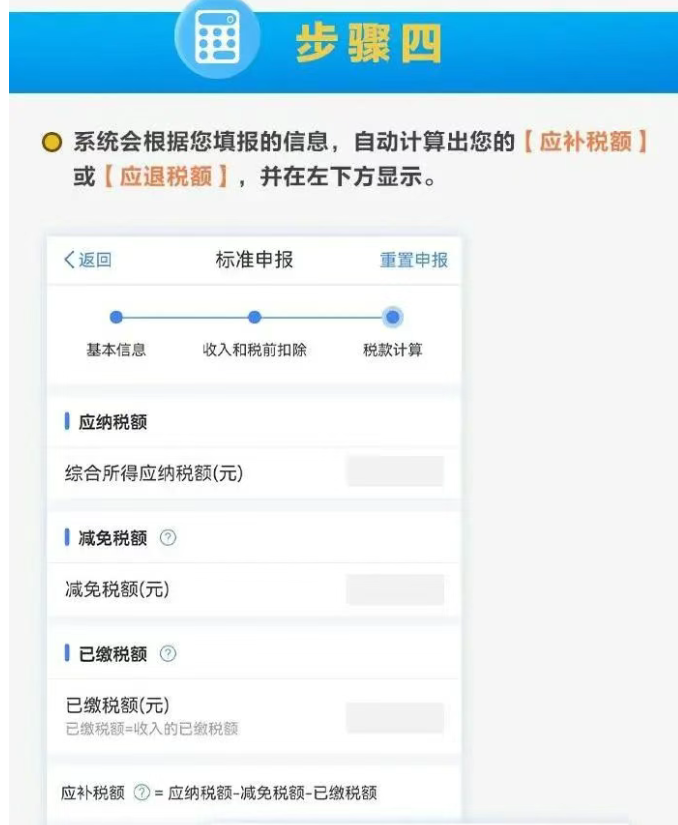 步骤四
系统会根据您填报的信息，自动计算出您的【应补税额】
或【应退税额】，并在左下方显示。
返回 标准申报 重置申报
基本信息 收入和税前扣除 税款计算
应纳税额
综合所得应纳税额(元)
减免税额 ?
减免税额(元)
已缴税额 ?
已缴税额(元)
已缴税额=收入的已缴税额
应补税额 ? = 应纳税额-减免税额-已缴税额